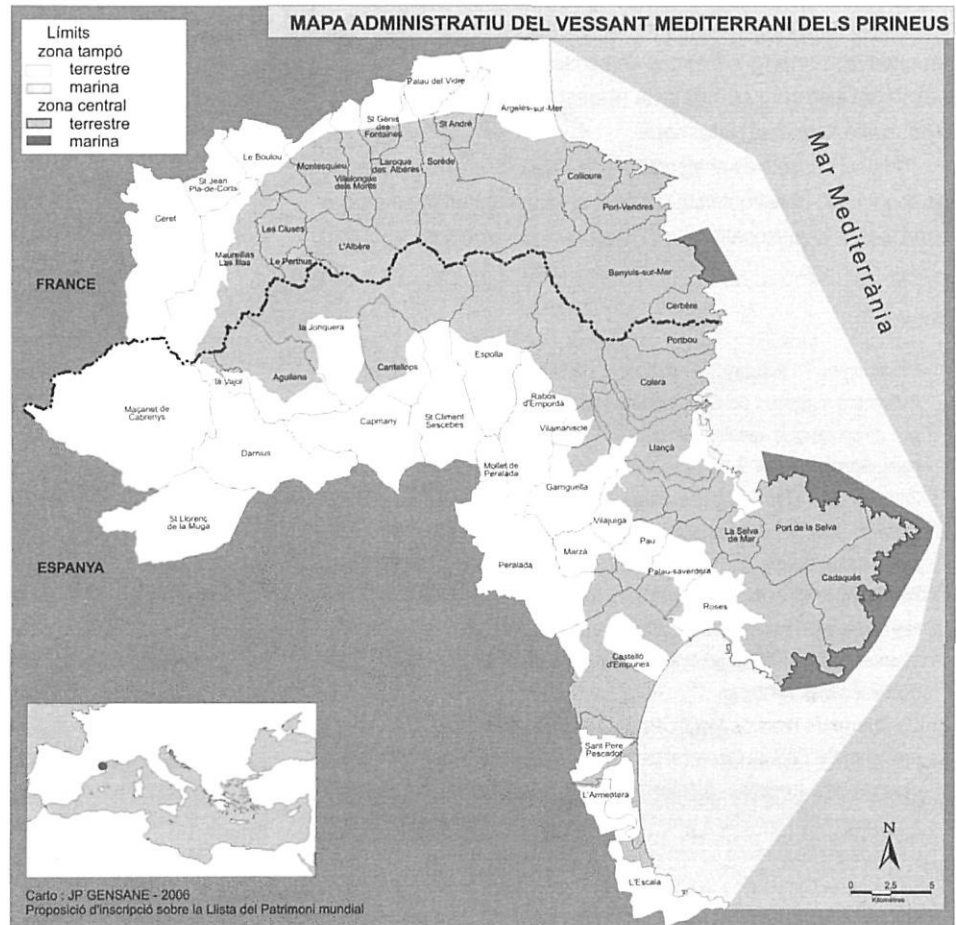 MAPA ADMINISTRATIU DEL VESSANT MEDITERRANI DELS PIRINEUS
Límits
zona tampó
terrestre
marina
zona central
terrestre
marina
Palau del Vidre
Argelès-sur-Mer
St Génis
des
Fontaines
St André
Le Boulou
Montesquieu
Laroque
des Albères
Sorède
Villelongue
dels Monts
St Jean
Pla-de-Corts
Collioure
Port-Vendres
Céret
Les Cluses
L'Albère
Maureillas
Las Illas
Le Perthus
Banyuls-sur-Mer
Cerbère
FRANCE
Mar Mediterrània
la Jonquera
Portbou
Espolla
Cantallops
la Vajol
Agullana
Colera
Rabós
d'Empordà
Maçanet de
Cabrenys
Capmany
St Climent
Sescebes
Vilamaniscle
Llançà
Darnius
Mollet de
Peralada
Garriguella
St Llorenç
de la Muga
Vilajuïga
La Selva
de Mar
Port de la Selva
Pau
Marzà
ESPANYA
Peralada
Palau-saverdera
Cadaqués
Roses
Castelló
d'Empuries
Sant Pere
Pescador
L'Armentera
L'Escala
N
0 2,5 5
Kilomètres
Carto : JP GENSANE - 2006
Proposició d'inscripció sobre la Llista del Patrimoni mundial